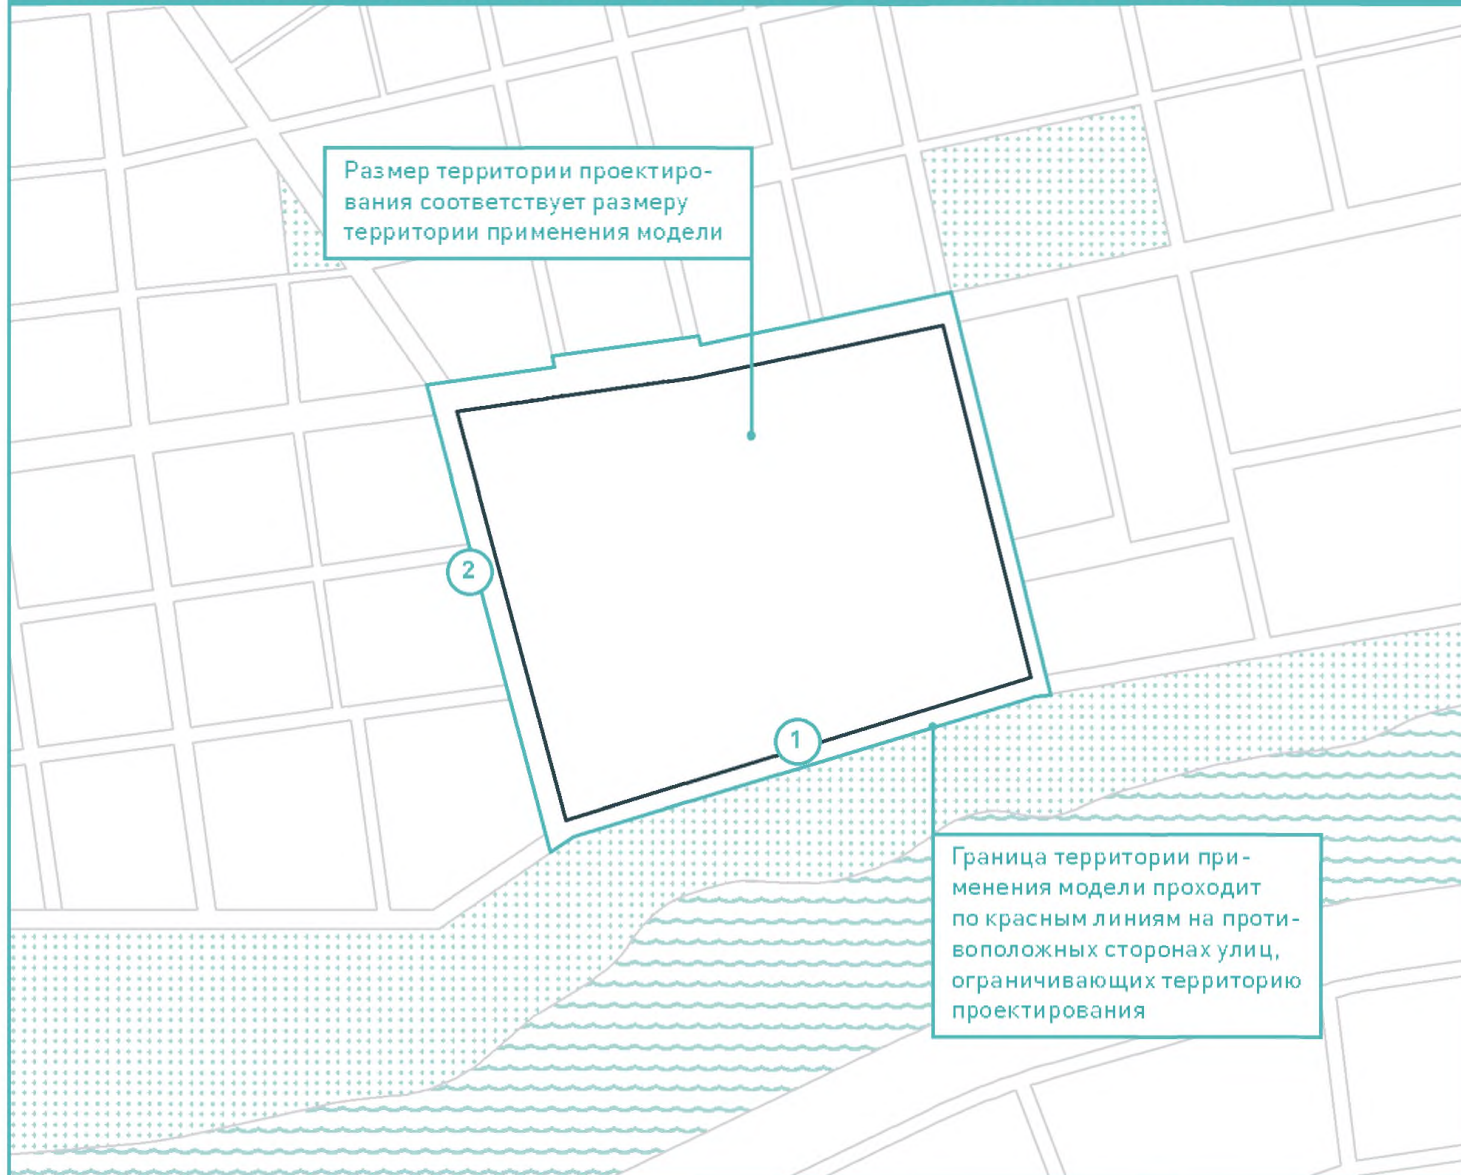 Размер территории проектиро-
вания соответствует размеру
территории применения модели
2
1
Граница территории при-
менения модели проходит
по красным линиям на проти-
воположных сторонах улиц,
ограничивающих территорию
проектирования